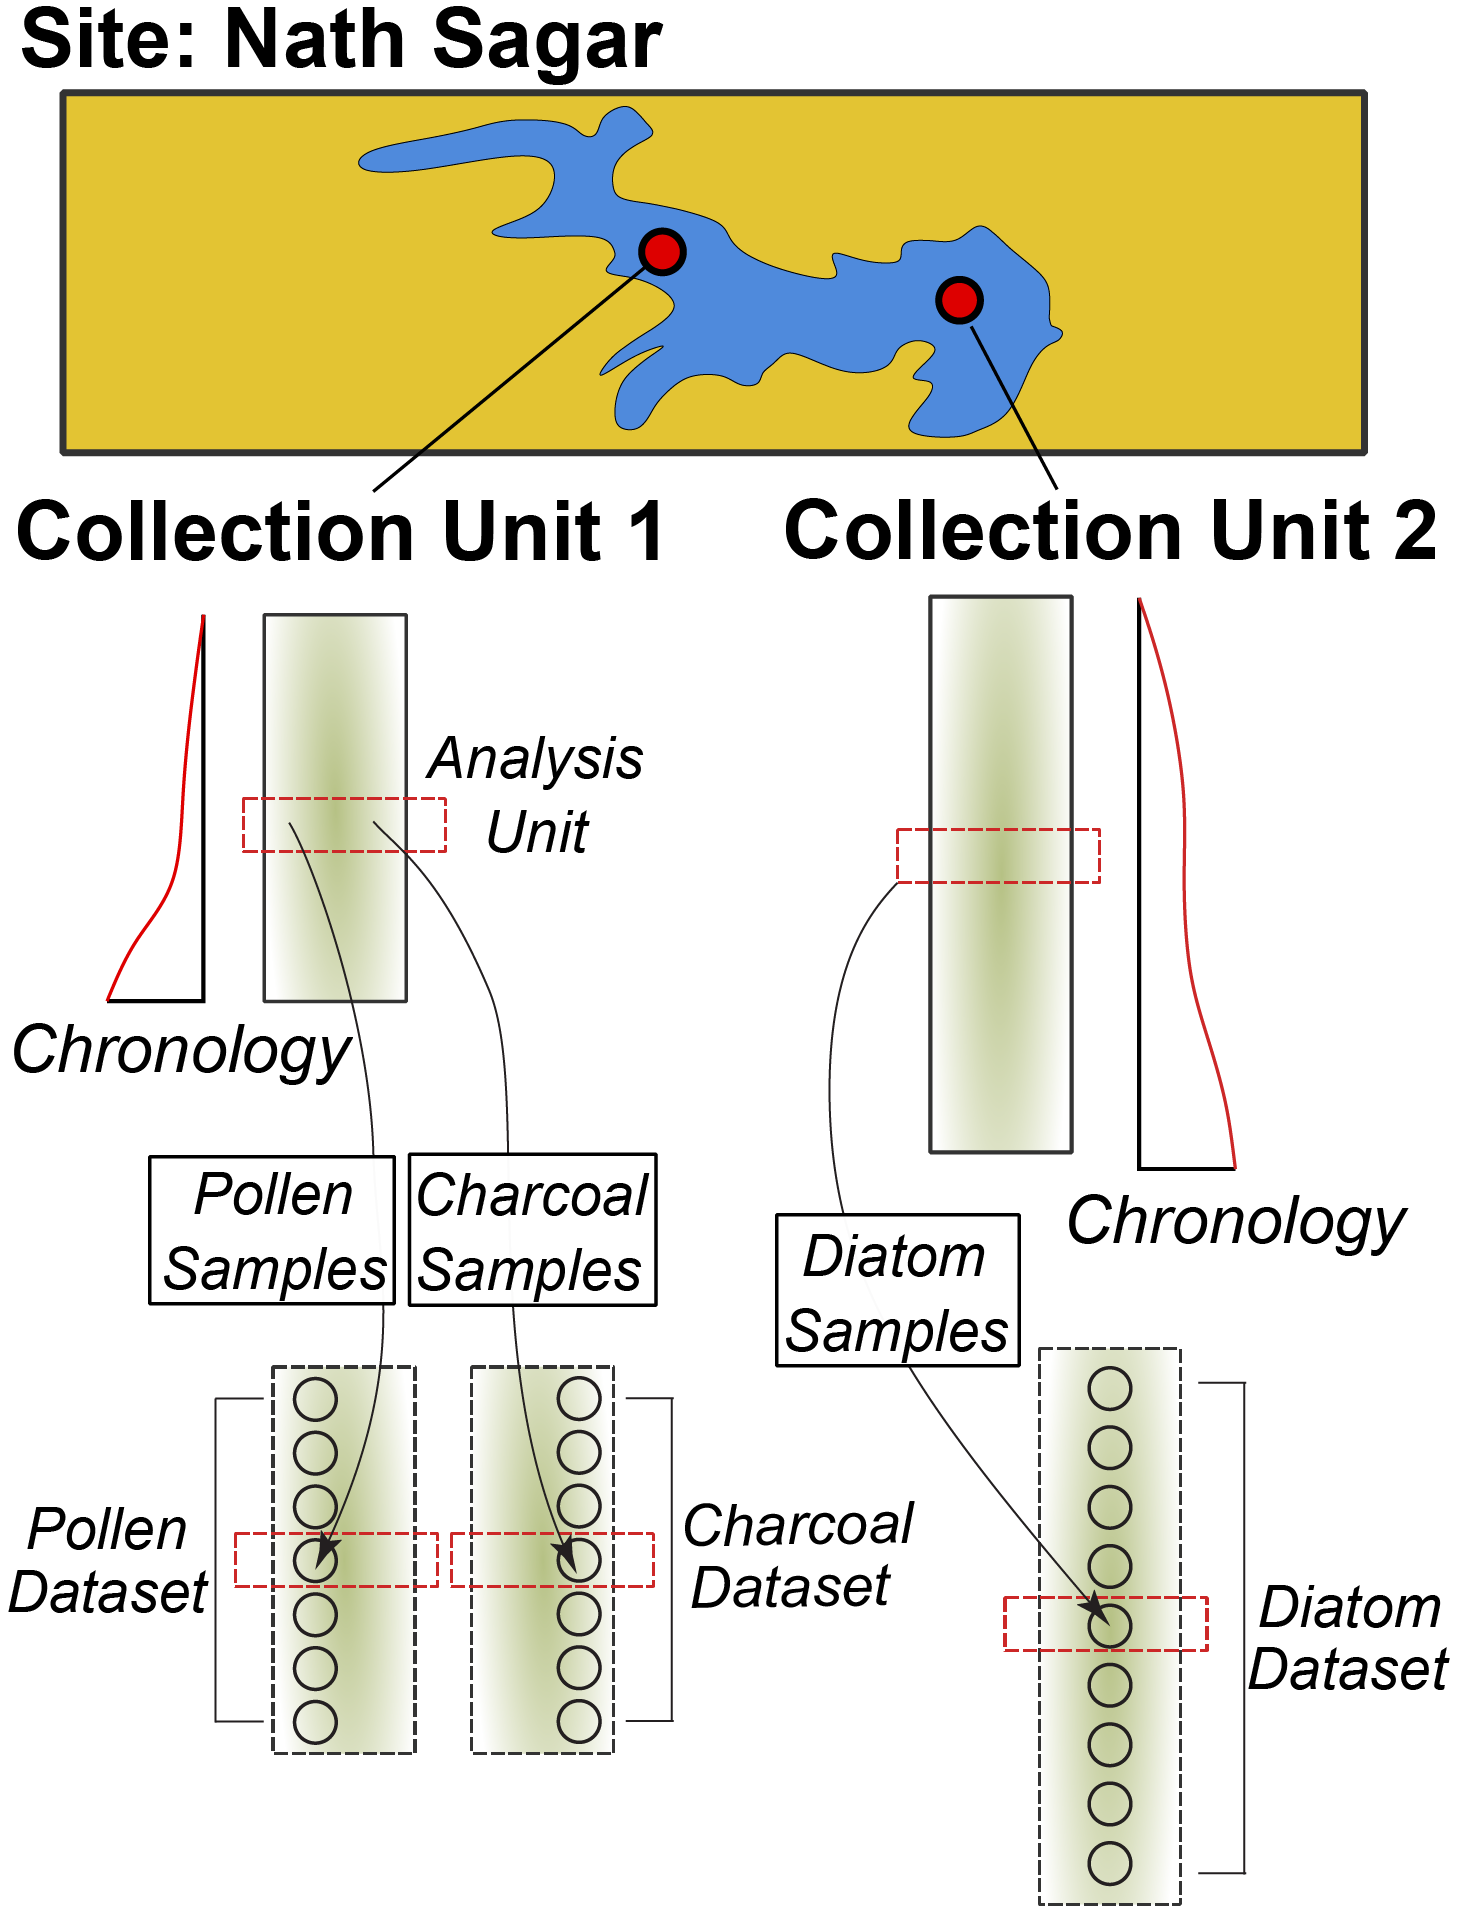 Site: Nath Sagar
Collection Unit 1
Collection Unit 2
Analysis
Unit
Chronology
Chronology
Pollen
Samples
Charcoal
Samples
Diatom
Samples
Pollen
Dataset
Charcoal
Dataset
Diatom
Dataset